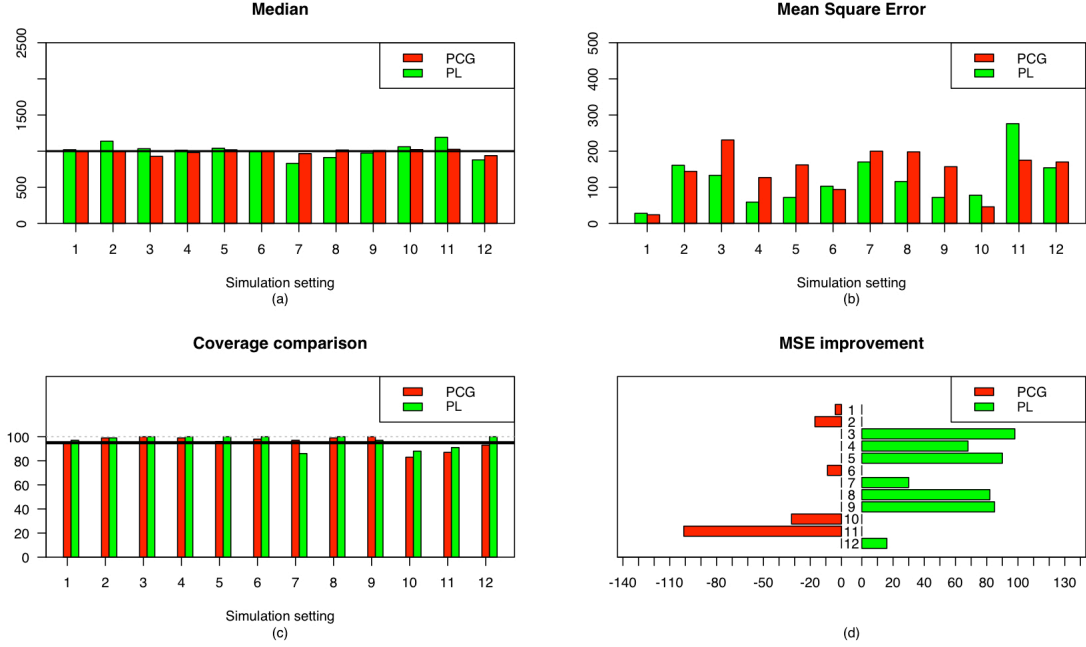 Median
2500
1500
500
0
PCG
PL
1 2 3 4 5 6 7 8 9 10 11 12
Simulation setting
(a)
Mean Square Error
500
400
300
200
100
0
PCG
PL
1 2 3 4 5 6 7 8 9 10 11 12
Simulation setting
(b)
Coverage comparison
100
80
60
40
20
0
PCG
PL
1 2 3 4 5 6 7 8 9 10 11 12
Simulation setting
(c)
MSE improvement
PCG
PL
1
2
3
4
5
6
7
8
9
10
11
12
-140 -110 -80 -50 -20 0 0 20 40 60 80 100 130
(d)